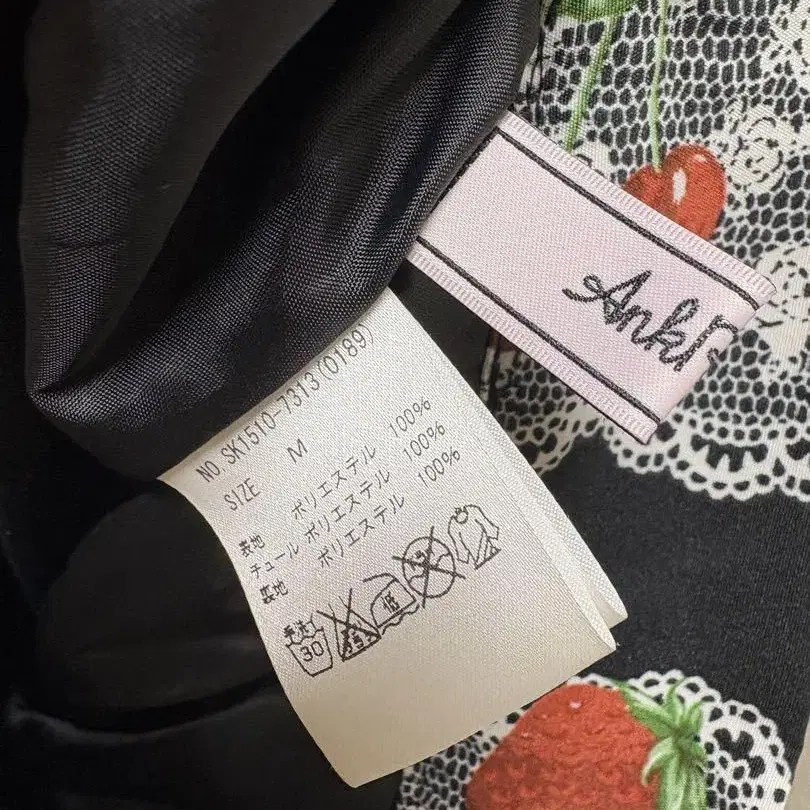 Ank
NO.SK1510-7313(0189)
SIZE M
表地 ポリエステル 100%
チュール ポリエステル 100%
裏地 ポリエステル 100%
手洗イ
30
低